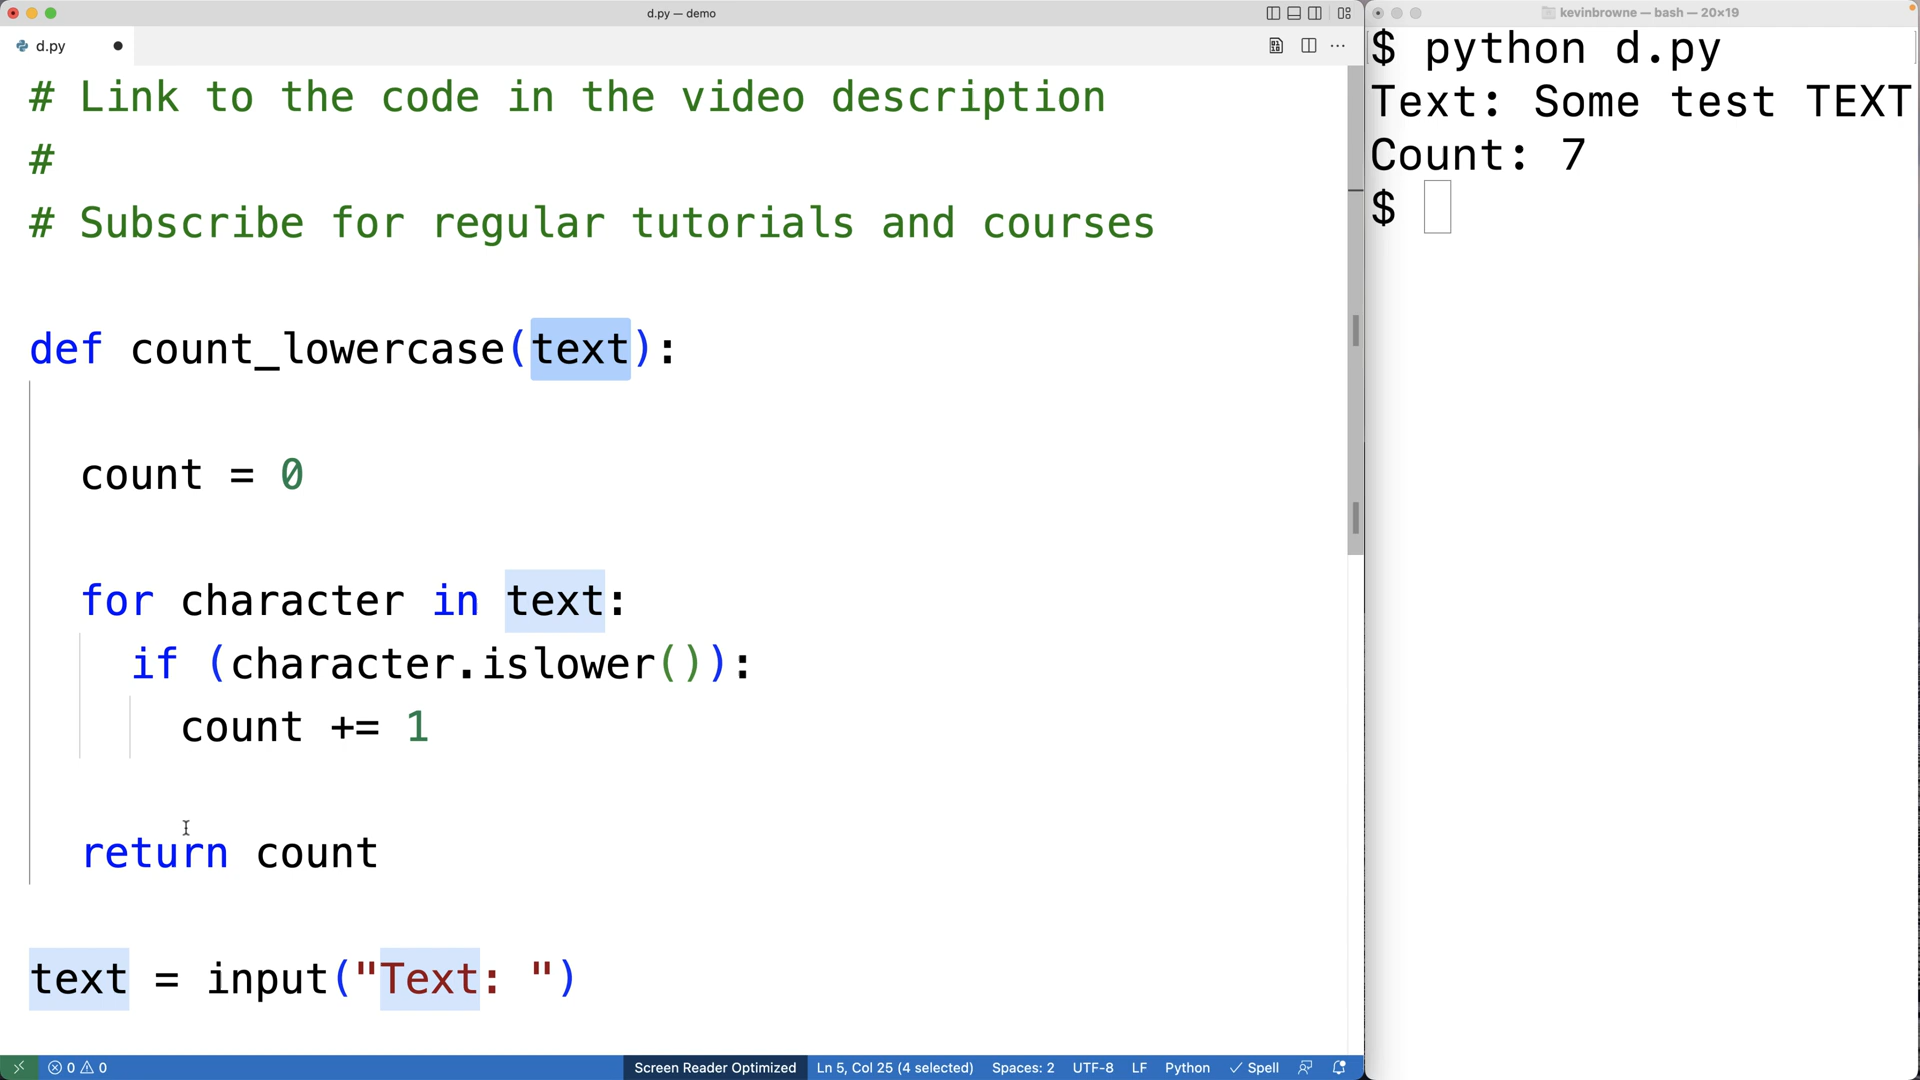 d.py — demo
d.py
# Link to the code in the video description
#
# Subscribe for regular tutorials and courses
def count_lowercase(text):
count = 0
for character in text:
if (character.islower()):
count += 1
return count
text = input("Text: ")
0 0
Screen Reader Optimized
Ln 5, Col 25 (4 selected)
Spaces: 2
UTF-8
LF
Python
Spell
kevinbrowne — bash — 20×19
$ python d.py
Text: Some test TEXT
Count: 7
$